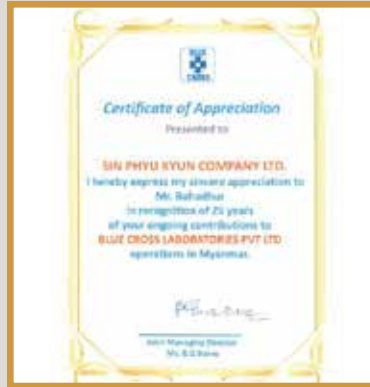 BLUE
CROSS
Certificate of Appreciation
Presented to
SIN PHYU KYUN COMPANY LTD.
I hereby express my sincere appreciation to
Mr. Bahadhur
in recognition of 25 years
of your ongoing contributions to
BLUE CROSS LABORATORIES PVT LTD
operations in Myanmar.
Joint Managing Director